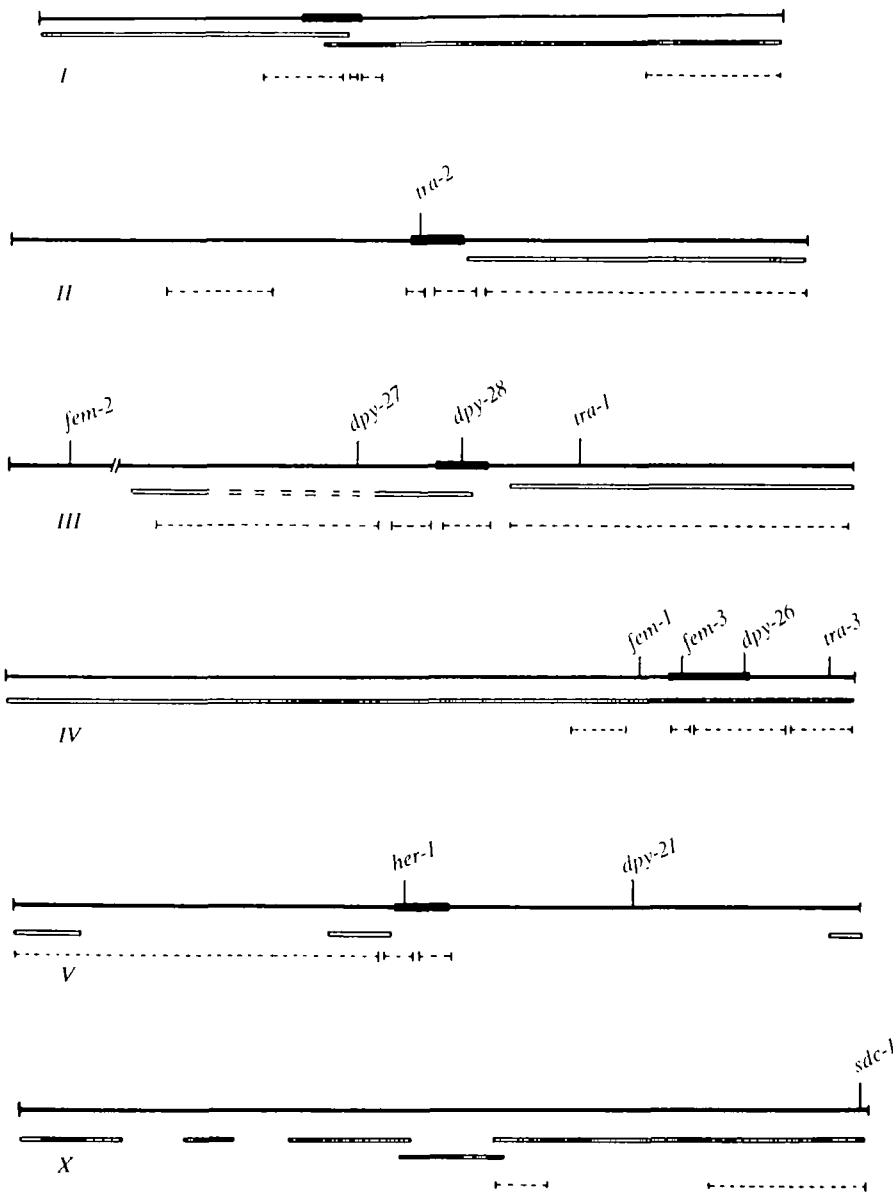 I
tra-2
II
fem-2
dpy-27
dpy-28
tra-1
III
fem-1
fem-3
dpy-26
tra-3
IV
her-1
dpy-21
V
sdc-1
X